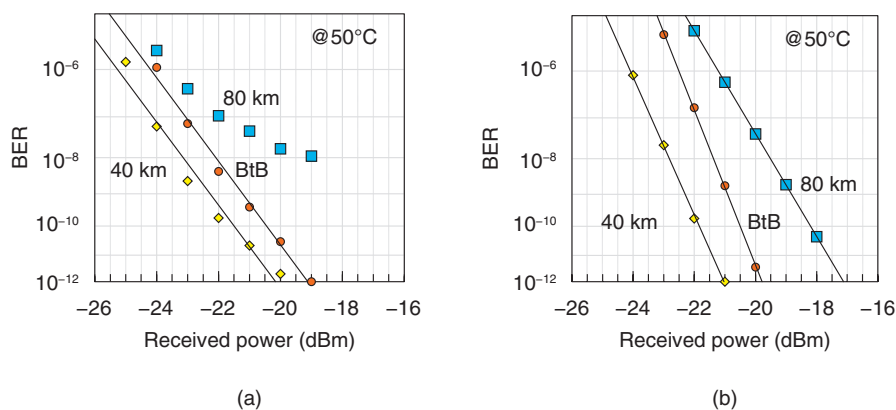 @50°C
BER
10⁻⁶
10⁻⁸
10⁻¹⁰
10⁻¹²
80 km
40 km
BtB
−26
−24
−22
−20
−18
−16
Received power (dBm)
(a)
@50°C
BER
10⁻⁶
10⁻⁸
10⁻¹⁰
10⁻¹²
80 km
40 km
BtB
−26
−24
−22
−20
−18
−16
Received power (dBm)
(b)